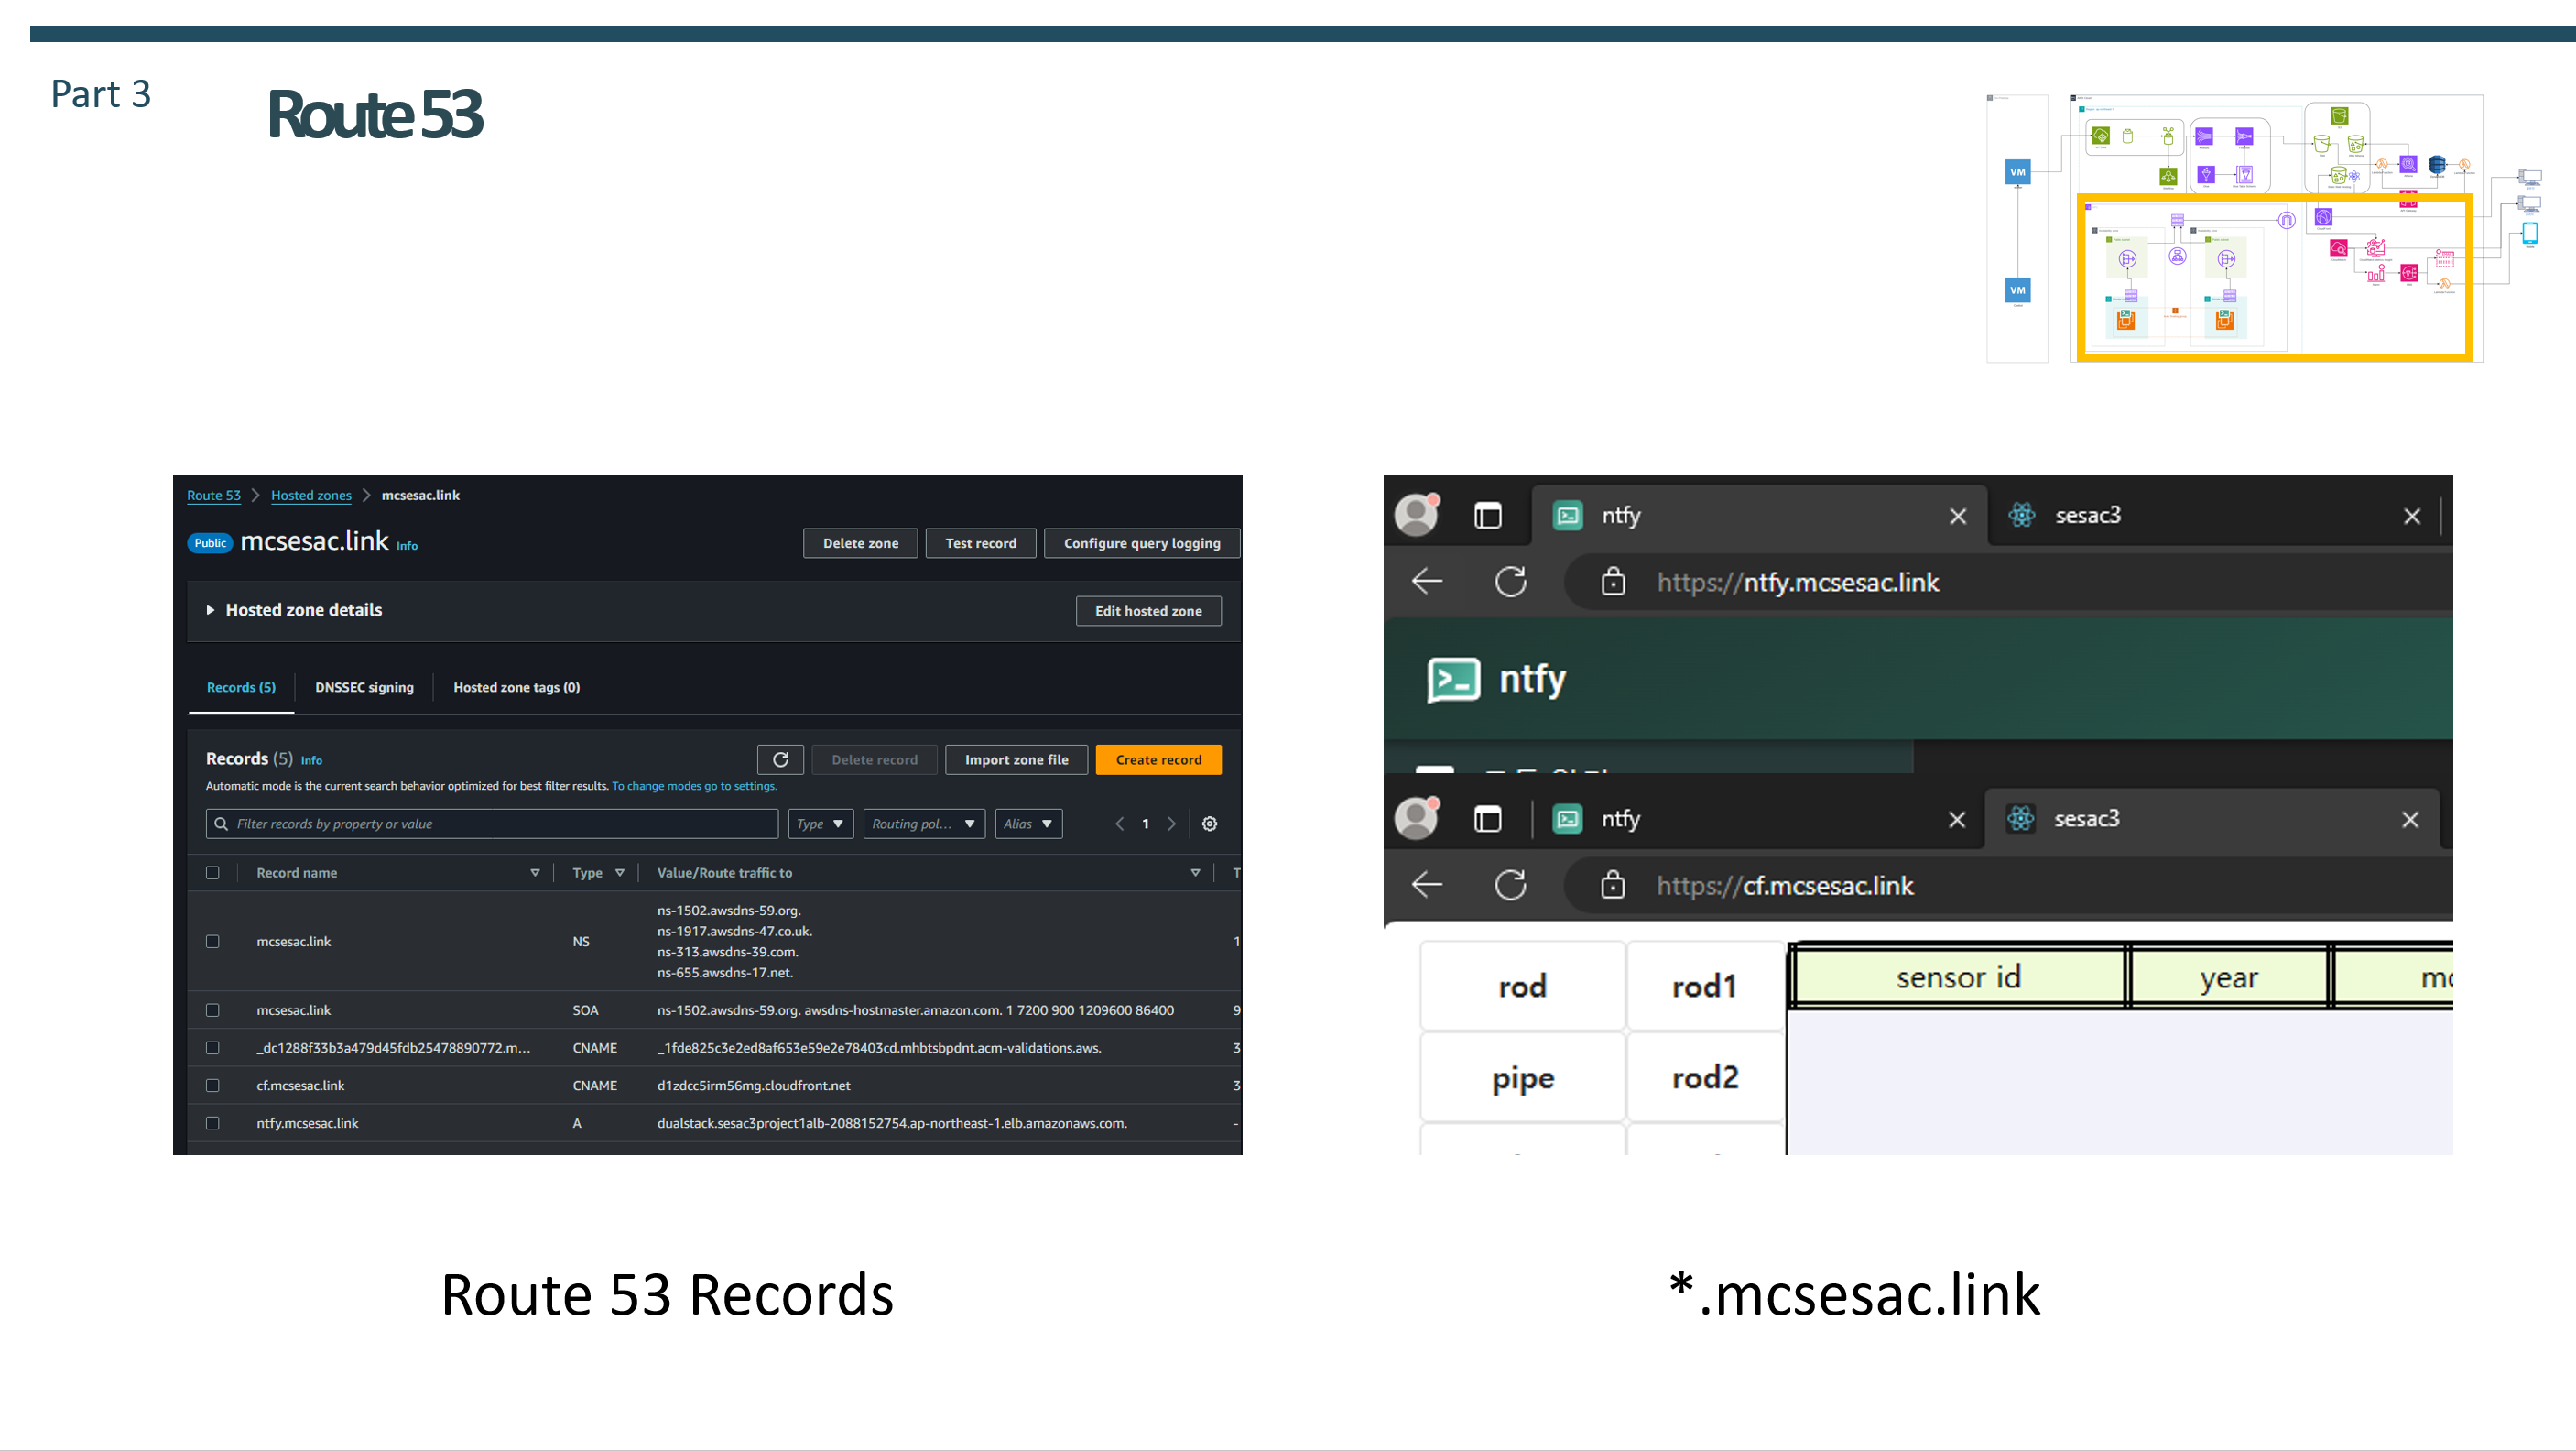 Part 3
Route 53
VM
VM
Route 53 > Hosted zones > mcsesac.link
Public mcsesac.link Info
Delete zone
Test record
Configure query logging
Hosted zone details
Edit hosted zone
Records (5)
DNSSEC signing
Hosted zone tags (0)
Records (5) Info
Delete record
Import zone file
Create record
Automatic mode is the current search behavior optimized for best filter results. To change modes go to settings.
Filter records by property or value
Type
Routing pol...
Alias
1
Record name Type Value/Route traffic to T
ns-1502.awsdns-59.org.
ns-1917.awsdns-47.co.uk.
mcsesac.link NS 1
ns-313.awsdns-39.com.
ns-655.awsdns-17.net.
mcsesac.link SOA ns-1502.awsdns-59.org. awsdns-hostmaster.amazon.com. 1 7200 900 1209600 86400 9
_dc1288f33b3a479d45fdb25478890772.m... CNAME _1fde825c3e2ed8af653e59e2e78403cd.mhbtsbpdnt.acm-validations.aws. 3
cf.mcsesac.link CNAME d1zdcc5irm56mg.cloudfront.net 3
ntfy.mcsesac.link A dualstack.sesac3project1alb-2088152754.ap-northeast-1.elb.amazonaws.com. -
ntfy
sesac3
https://ntfy.mcsesac.link
ntfy
ntfy
sesac3
https://cf.mcsesac.link
rod rod1 sensor id year
pipe rod2
Route 53 Records
*.mcsesac.link